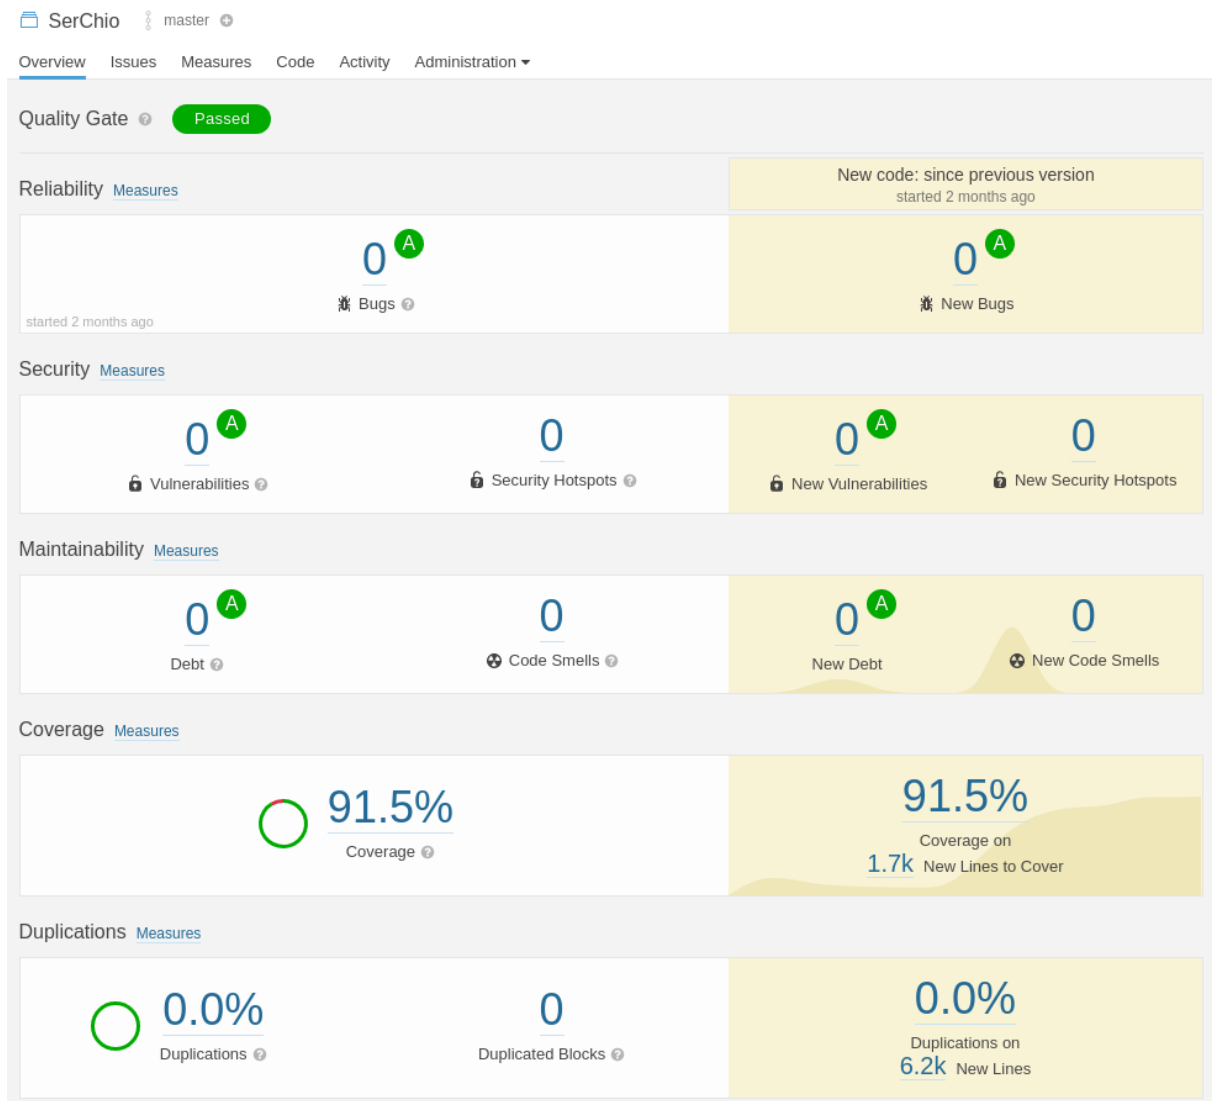 SerChio master
Overview Issues Measures Code Activity Administration
Quality Gate ? Passed
Reliability Measures
New code: since previous version
started 2 months ago
0 A
Bugs ?
started 2 months ago
0 A
New Bugs
Security Measures
0 A
Vulnerabilities ?
0
Security Hotspots ?
0 A
New Vulnerabilities
0
New Security Hotspots
Maintainability Measures
0 A
Debt ?
0
Code Smells ?
0 A
New Debt
0
New Code Smells
Coverage Measures
91.5%
Coverage ?
91.5%
Coverage on
1.7k New Lines to Cover
Duplications Measures
0.0%
Duplications ?
0
Duplicated Blocks ?
0.0%
Duplications on
6.2k New Lines